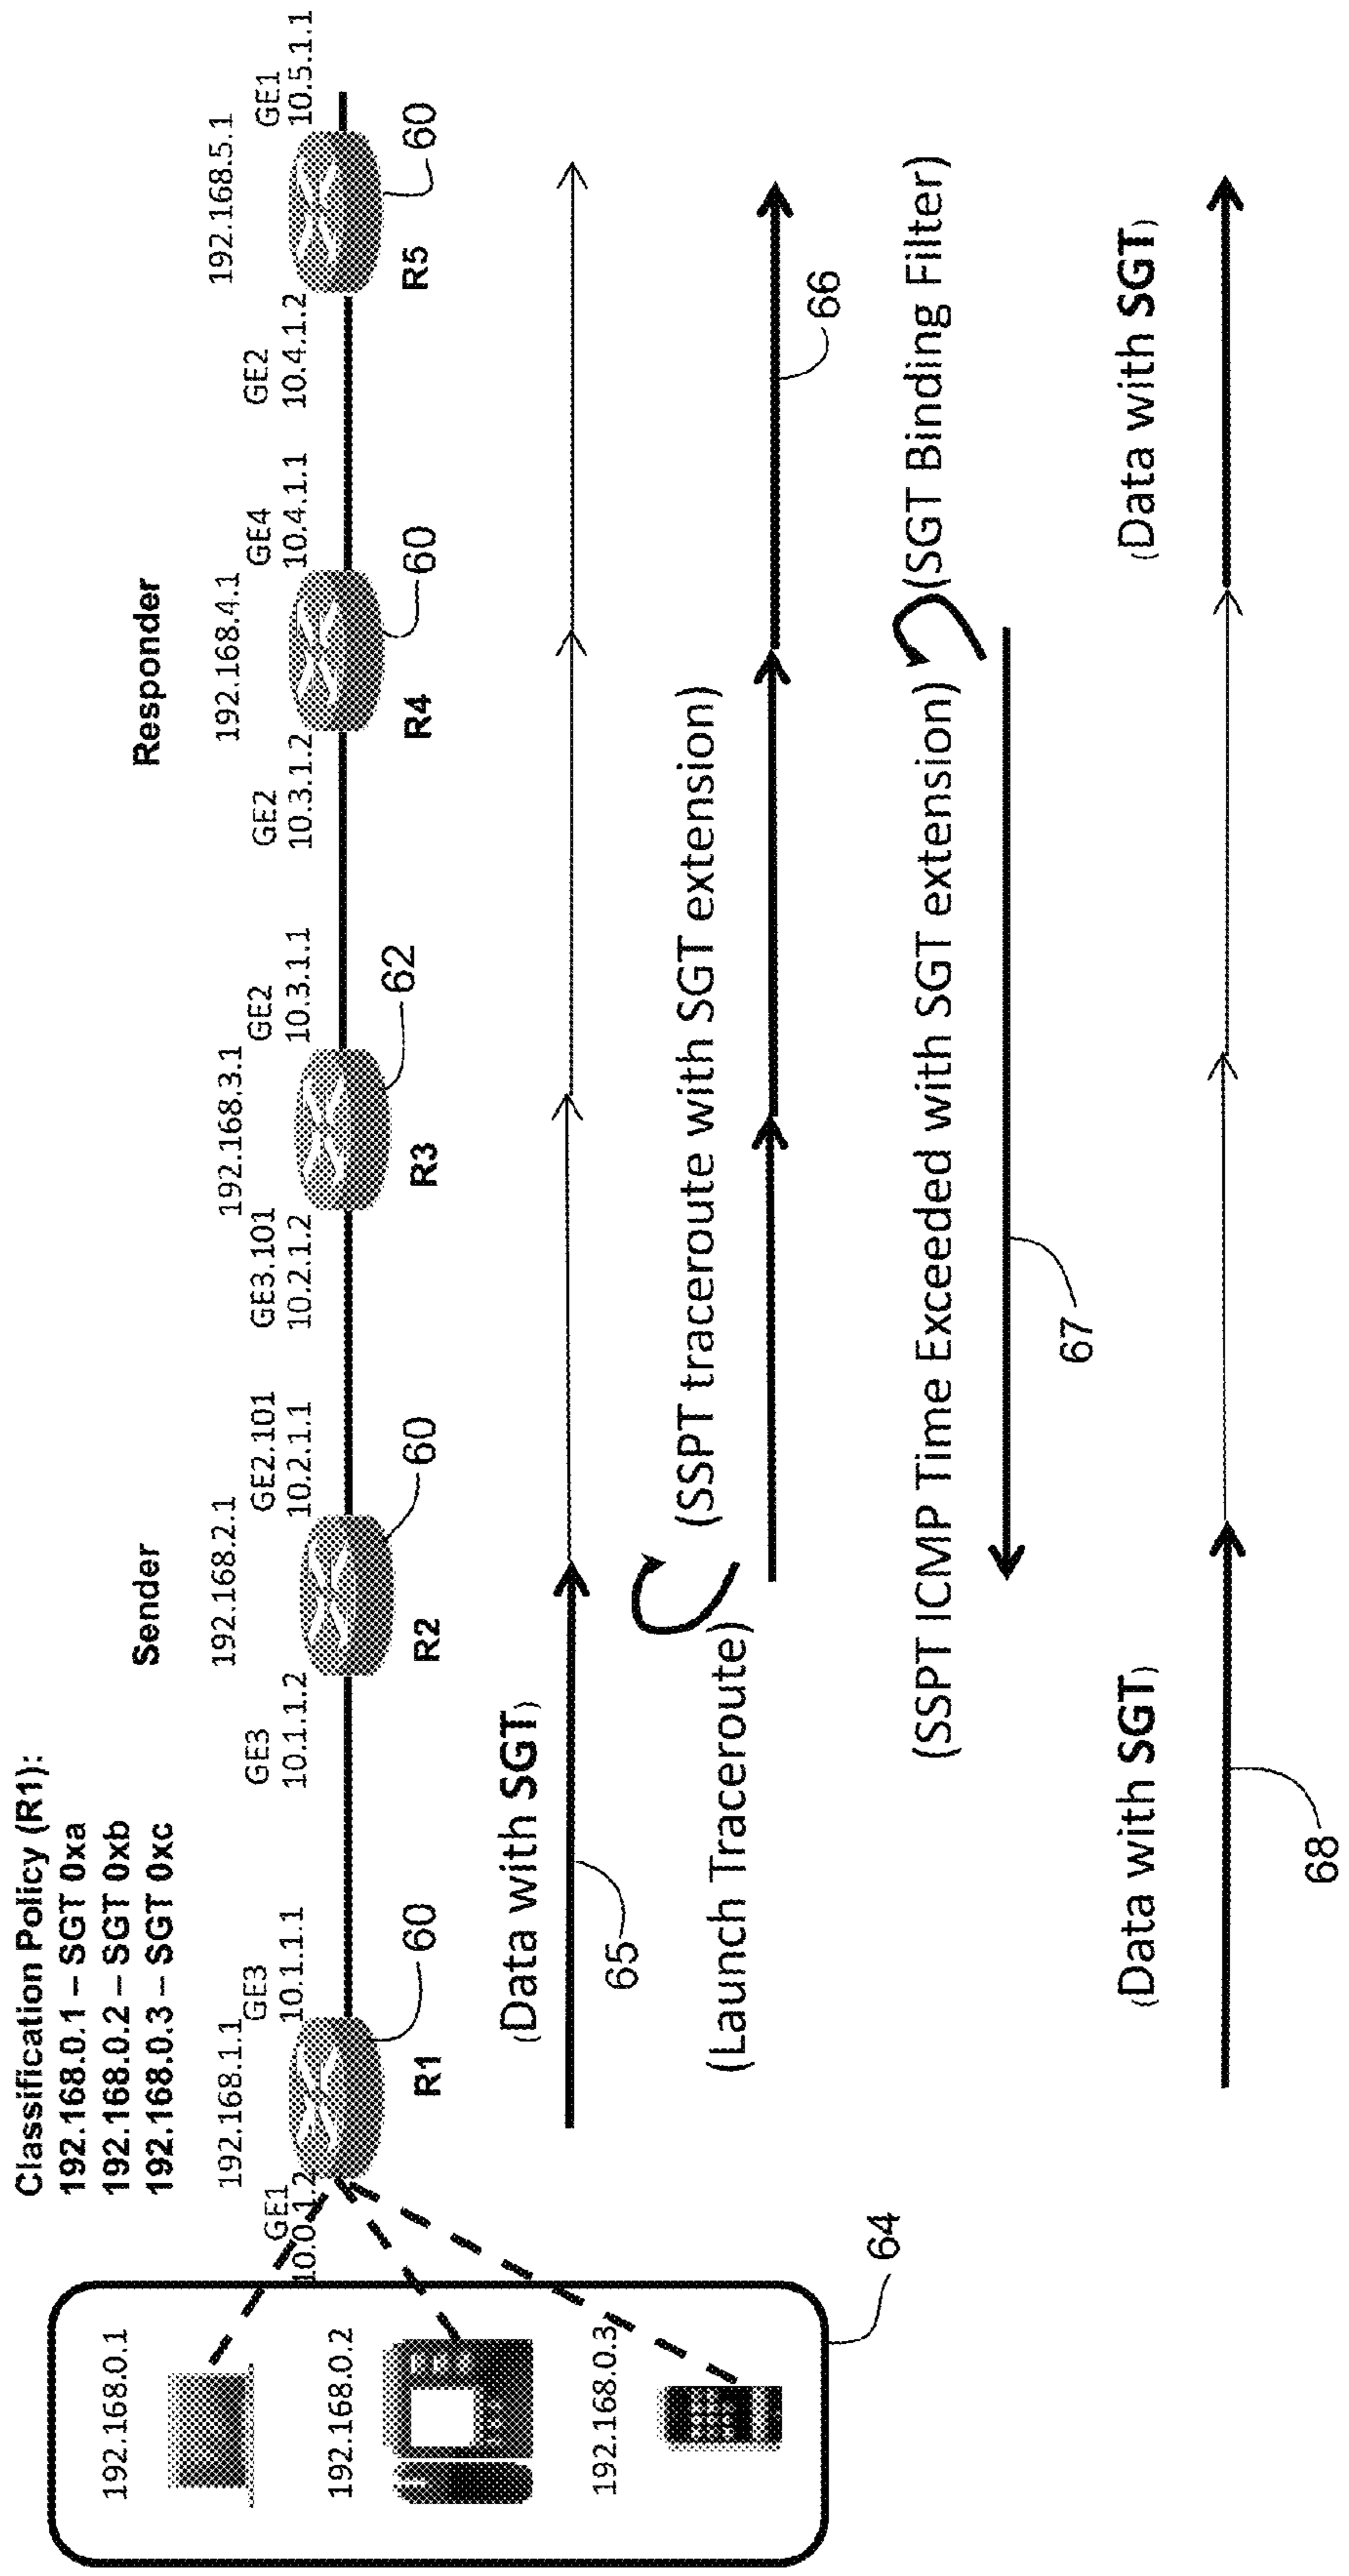 Classification Policy (R1):
192.168.0.1 – SGT 0xa
192.168.0.2 – SGT 0xb
192.168.0.3 – SGT 0xc
Sender
Responder
192.168.0.1
192.168.0.2
192.168.0.3
64
GE1
10.0.1.2
192.168.1.1
R1
60
GE3
10.1.1.1
GE3
10.1.1.2
192.168.2.1
R2
60
GE2.101
10.2.1.1
GE3.101
10.2.1.2
192.168.3.1
R3
62
GE2
10.3.1.1
GE2
10.3.1.2
192.168.4.1
R4
60
GE4
10.4.1.1
GE2
10.4.1.2
192.168.5.1
R5
60
GE1
10.5.1.1
(Data with SGT)
65
(Launch Traceroute)
(SSPT traceroute with SGT extension)
66
(SSPT ICMP Time Exceeded with SGT extension)
(SGT Binding Filter)
67
(Data with SGT)
(Data with SGT)
68